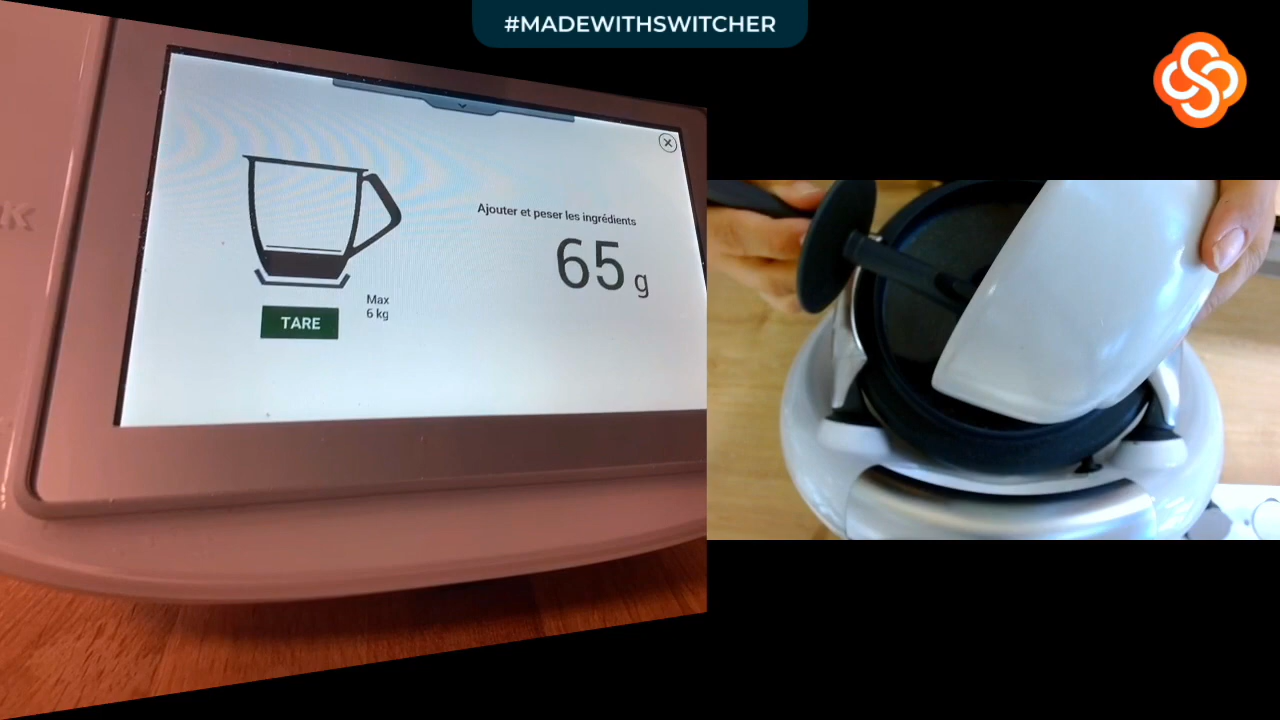 #MADEWITHSWITCHER
Ajouter et peser les ingrédients
65 g
Max
6 kg
TARE